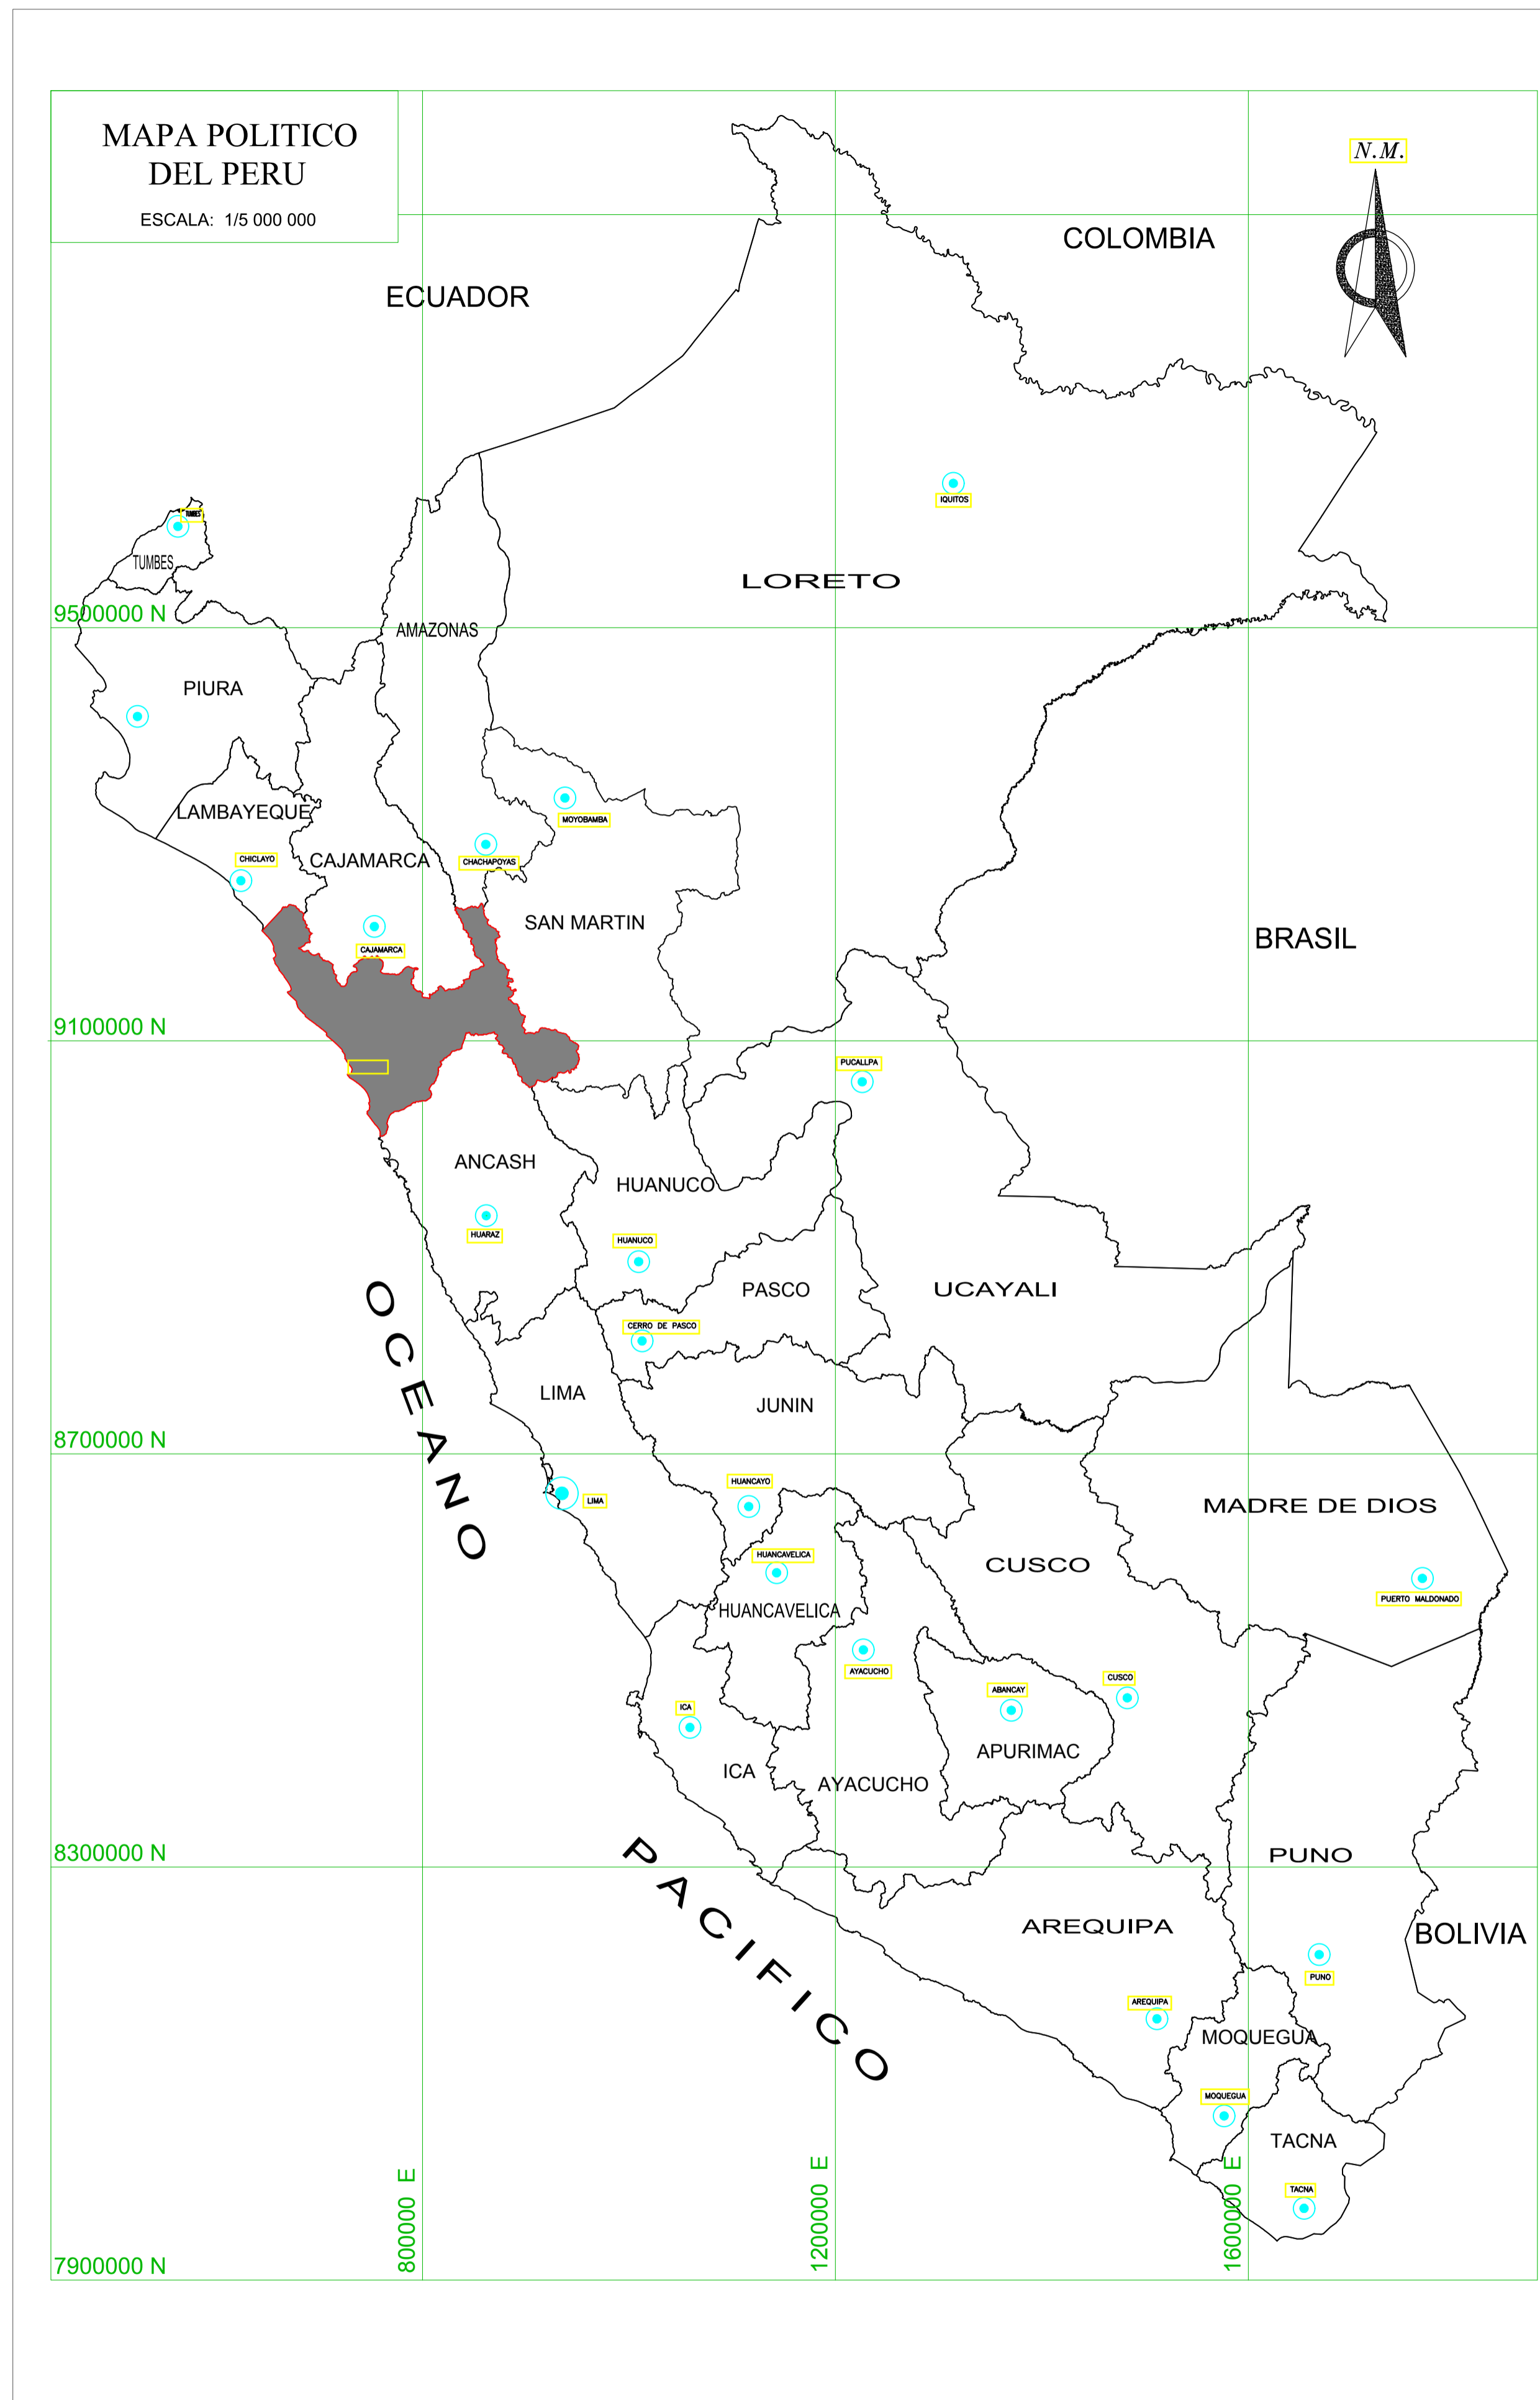 MAPA POLITICO
DEL PERU
ESCALA: 1/5 000 000
N.M.
COLOMBIA
ECUADOR
IQUITOS
TUMBES
TUMBES
LORETO
9500000 N
AMAZONAS
PIURA
MOYOBAMBA
LAMBAYEQUE
CHICLAYO
CAJAMARCA
CHACHAPOYAS
SAN MARTIN
BRASIL
CAJAMARCA
9100000 N
PUCALLPA
ANCASH
HUANUCO
HUARAZ
HUANUCO
PASCO
UCAYALI
CERRO DE PASCO
LIMA
JUNIN
OCEANO
8700000 N
HUANCAYO
LIMA
MADRE DE DIOS
HUANCAVELICA
CUSCO
PUERTO MALDONADO
HUANCAVELICA
AYACUCHO
CUSCO
ABANCAY
ICA
APURIMAC
ICA
AYACUCHO
8300000 N
PACIFICO
PUNO
AREQUIPA
BOLIVIA
PUNO
AREQUIPA
MOQUEGUA
MOQUEGUA
TACNA
TACNA
7900000 N
800000 E
1200000 E
1600000 E